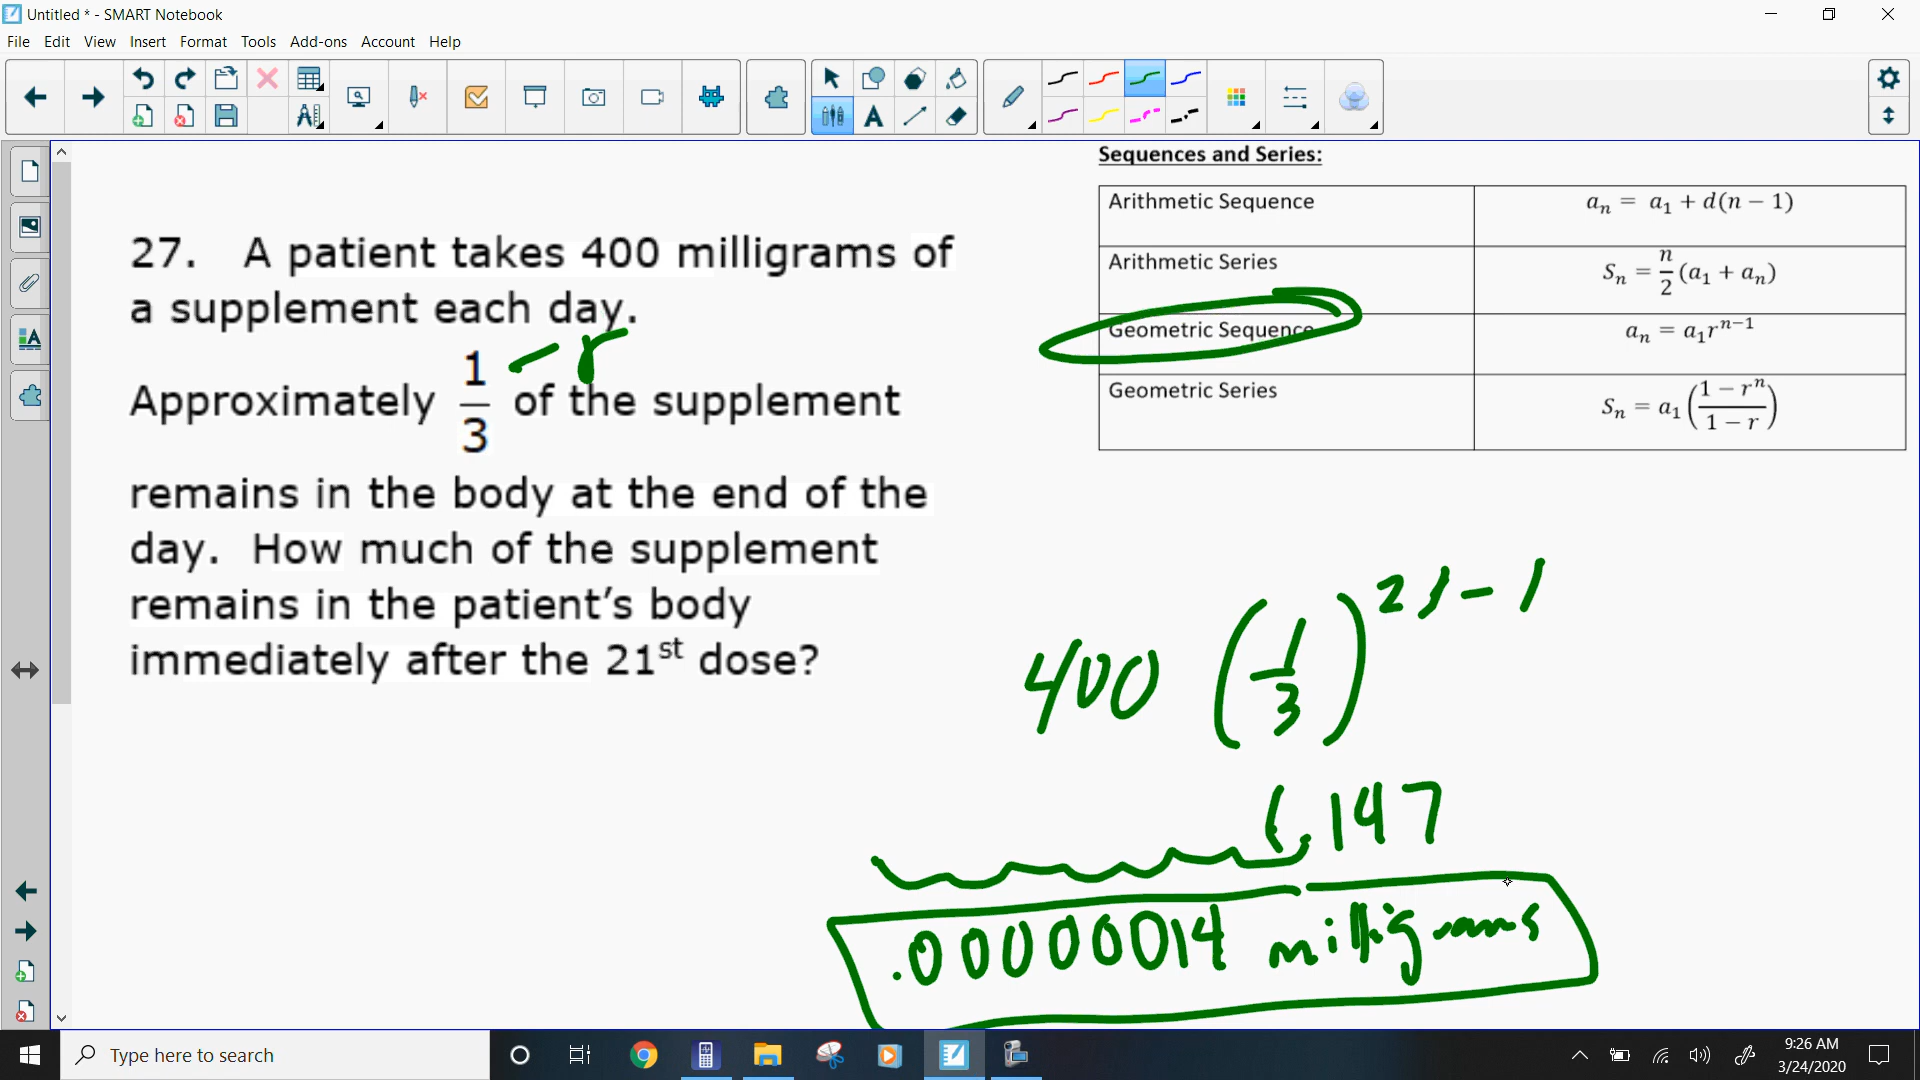 Untitled * - SMART Notebook
File Edit View Insert Format Tools Add-ons Account Help
Sequences and Series:
Arithmetic Sequence aₙ = a₁ + d(n − 1)
Arithmetic Series Sₙ = n/2 (a₁ + aₙ)
Geometric Sequence aₙ = a₁rⁿ⁻¹
Geometric Series Sₙ = a₁((1 − rⁿ)/(1 − r))
27. A patient takes 400 milligrams of
a supplement each day.
– r
Approximately 1/3 of the supplement
remains in the body at the end of the
day. How much of the supplement
remains in the patient's body
immediately after the 21st dose?
400 (1/3)²¹⁻¹
1.147
.00000014 milligrams
Type here to search
9:26 AM
3/24/2020